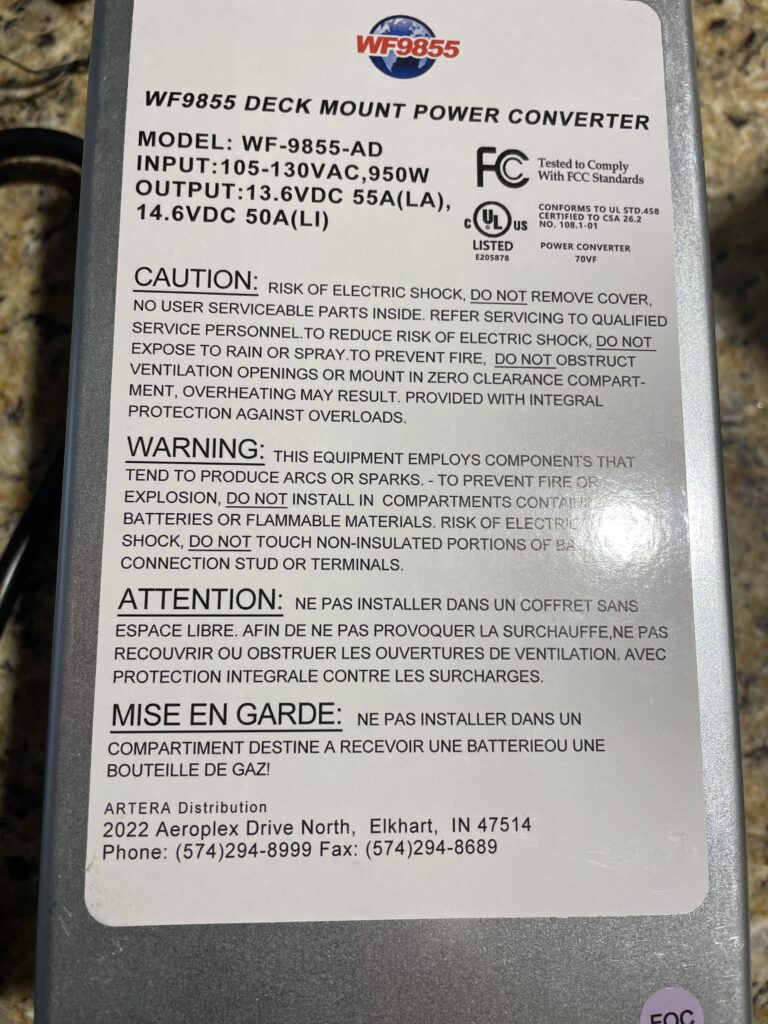 WF9855
WF9855 DECK MOUNT POWER CONVERTER
MODEL: WF-9855-AD
INPUT:105-130VAC,950W
OUTPUT:13.6VDC 55A(LA),
14.6VDC 50A(LI)
FCC Tested to Comply
With FCC Standards
C UL US
LISTED
E205878
CONFORMS TO UL STD.458
CERTIFIED TO CSA 26.2
NO. 108.1-01
POWER CONVERTER
70VF
CAUTION: RISK OF ELECTRIC SHOCK, DO NOT REMOVE COVER,
NO USER SERVICEABLE PARTS INSIDE. REFER SERVICING TO QUALIFIED
SERVICE PERSONNEL.TO REDUCE RISK OF ELECTRIC SHOCK, DO NOT
EXPOSE TO RAIN OR SPRAY.TO PREVENT FIRE, DO NOT OBSTRUCT
VENTILATION OPENINGS OR MOUNT IN ZERO CLEARANCE COMPART-
MENT, OVERHEATING MAY RESULT. PROVIDED WITH INTEGRAL
PROTECTION AGAINST OVERLOADS.
WARNING: THIS EQUIPMENT EMPLOYS COMPONENTS THAT
TEND TO PRODUCE ARCS OR SPARKS. - TO PREVENT FIRE OR
EXPLOSION, DO NOT INSTALL IN COMPARTMENTS
BATTERIES OR FLAMMABLE MATERIALS. RISK OF ELECTRIC
SHOCK, DO NOT TOUCH NON-INSULATED PORTIONS OF
CONNECTION STUD OR TERMINALS.
ATTENTION: NE PAS INSTALLER DANS UN COFFRET SANS
ESPACE LIBRE. AFIN DE NE PAS PROVOQUER LA SURCHAUFFE,NE PAS
RECOUVRIR OU OBSTRUER LES OUVERTURES DE VENTILATION. AVEC
PROTECTION INTEGRALE CONTRE LES SURCHARGES.
MISE EN GARDE: NE PAS INSTALLER DANS UN
COMPARTIMENT DESTINE A RECEVOIR UNE BATTERIEOU UNE
BOUTEILLE DE GAZ!
ARTERA Distribution
2022 Aeroplex Drive North, Elkhart, IN 47514
Phone: (574)294-8999 Fax: (574)294-8689